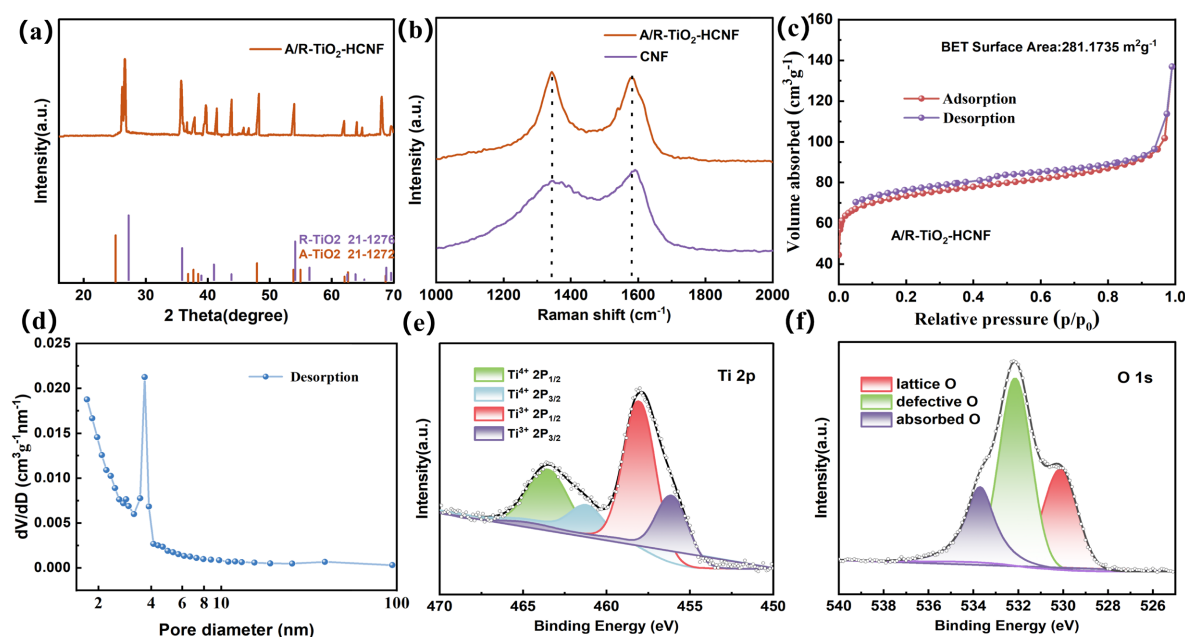 (a)
A/R-TiO₂-HCNF
Intensity(a.u.)
R-TiO2 21-1276
A-TiO2 21-1272
20 30 40 50 60 70
2 Theta(degree)
(b)
A/R-TiO₂-HCNF
CNF
Intensity(a.u.)
1000 1200 1400 1600 1800 2000
Raman shift (cm⁻¹)
(c)
BET Surface Area:281.1735 m²g⁻¹
Adsorption
Desorption
A/R-TiO₂-HCNF
Volume absorbed (cm³g⁻¹)
160
140
120
100
80
60
40
0.0 0.2 0.4 0.6 0.8 1.0
Relative pressure (p/p₀)
(d)
Desorption
dV/dD (cm³g⁻¹nm⁻¹)
0.025
0.020
0.015
0.010
0.005
0.000
2 4 6 8 10 100
Pore diameter (nm)
(e)
Ti 2p
Ti⁴⁺ 2P₁/₂
Ti⁴⁺ 2P₃/₂
Ti³⁺ 2P₁/₂
Ti³⁺ 2P₃/₂
Intensity(a.u.)
470 465 460 455 450
Binding Energy (eV)
(f)
O 1s
lattice O
defective O
absorbed O
Intensity(a.u.)
540 538 536 534 532 530 528 526
Binding Energy (eV)